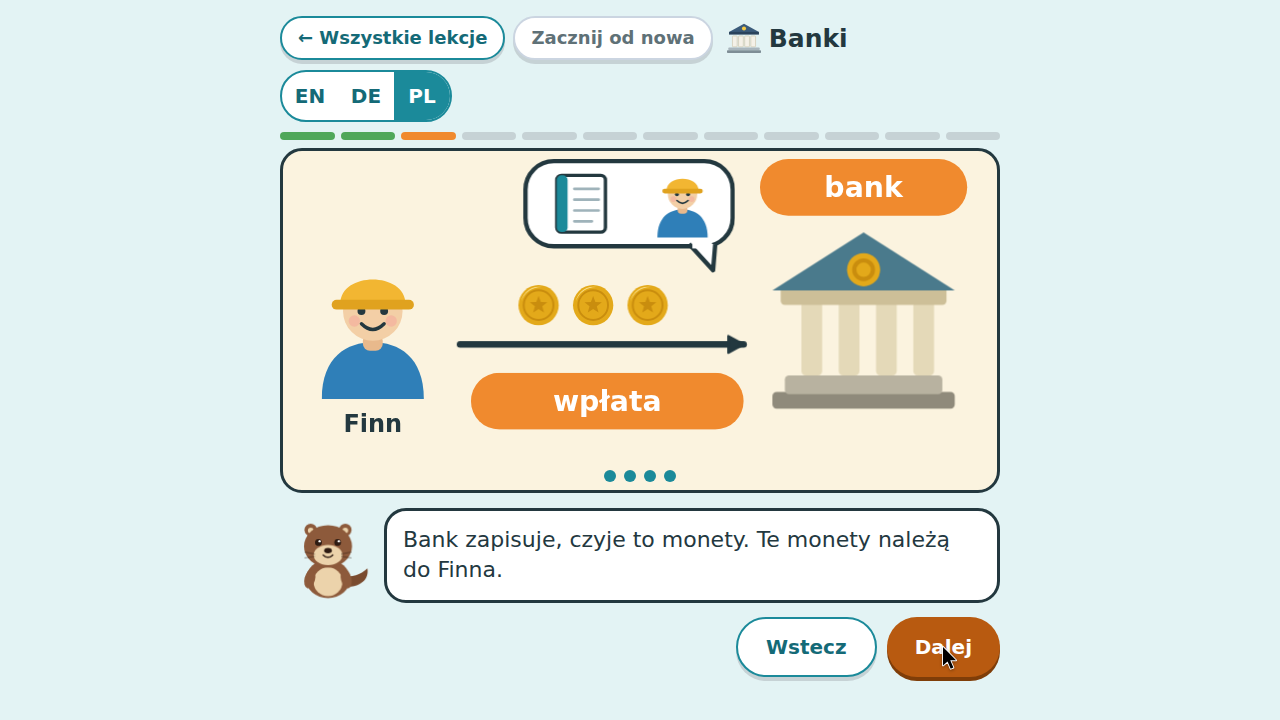 ← Wszystkie lekcje
Zacznij od nowa
Banki
EN DE PL
bank
wpłata
Finn
Bank zapisuje, czyje to monety. Te monety należą
do Finna.
Wstecz
Dalej